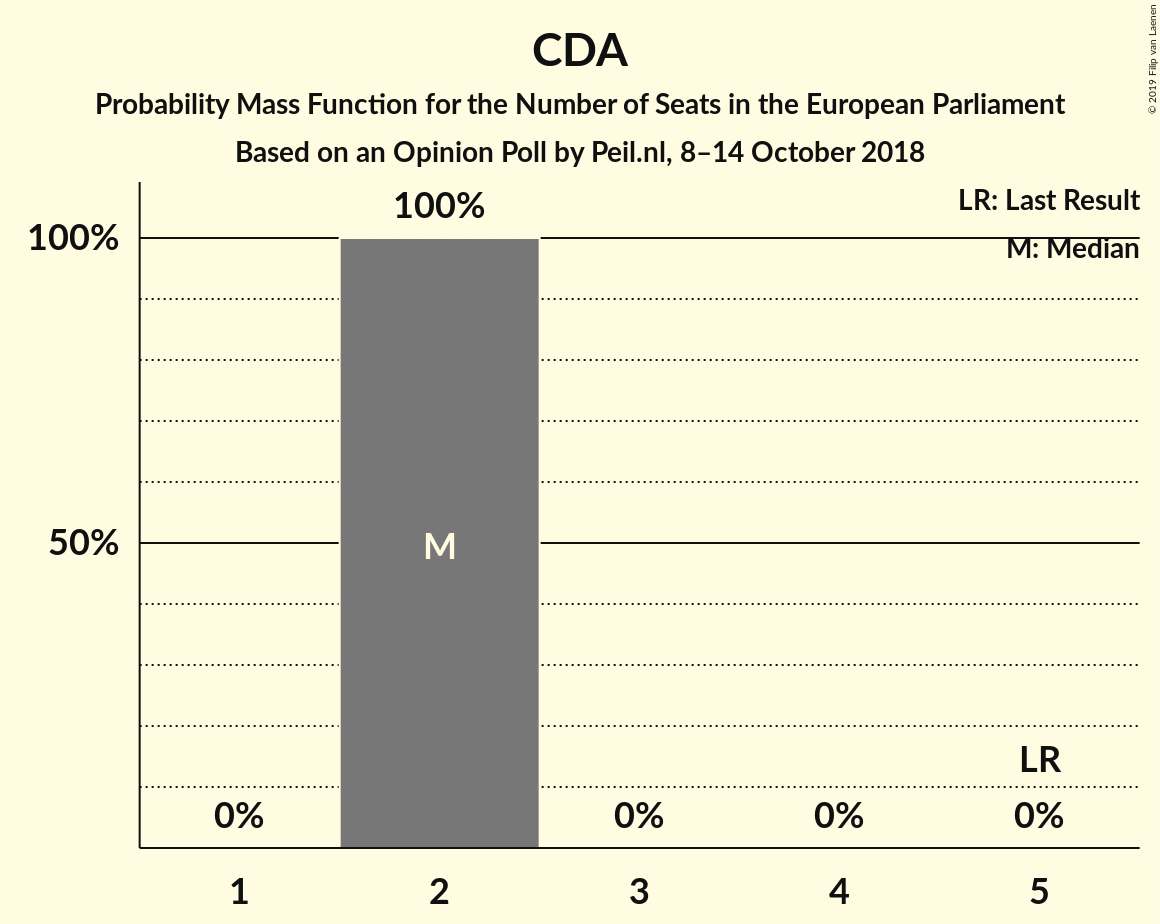 CDA
Probability Mass Function for the Number of Seats in the European Parliament
Based on an Opinion Poll by Peil.nl, 8–14 October 2018
© 2019 Filip van Laenen
LR: Last Result
M: Median
100%
100%
50%
M
LR
0%
0%
0%
0%
1
2
3
4
5